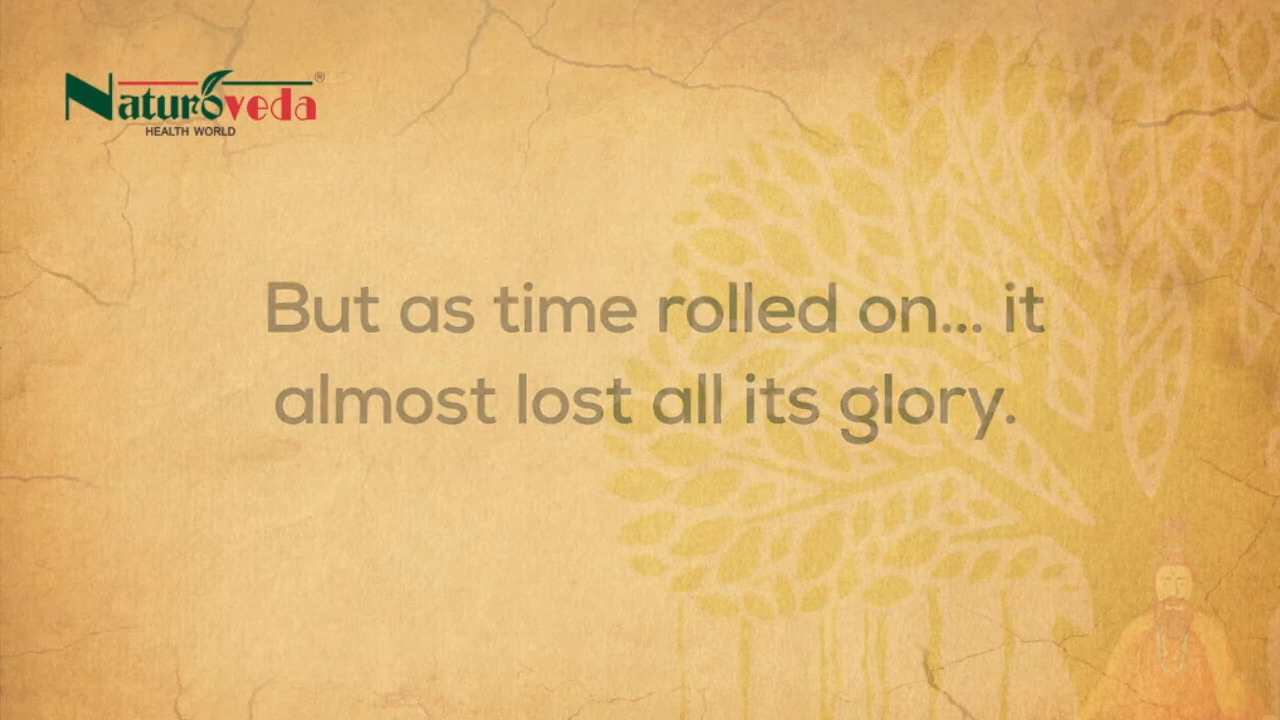 Naturoveda®
HEALTH WORLD
But as time rolled on... it
almost lost all its glory.